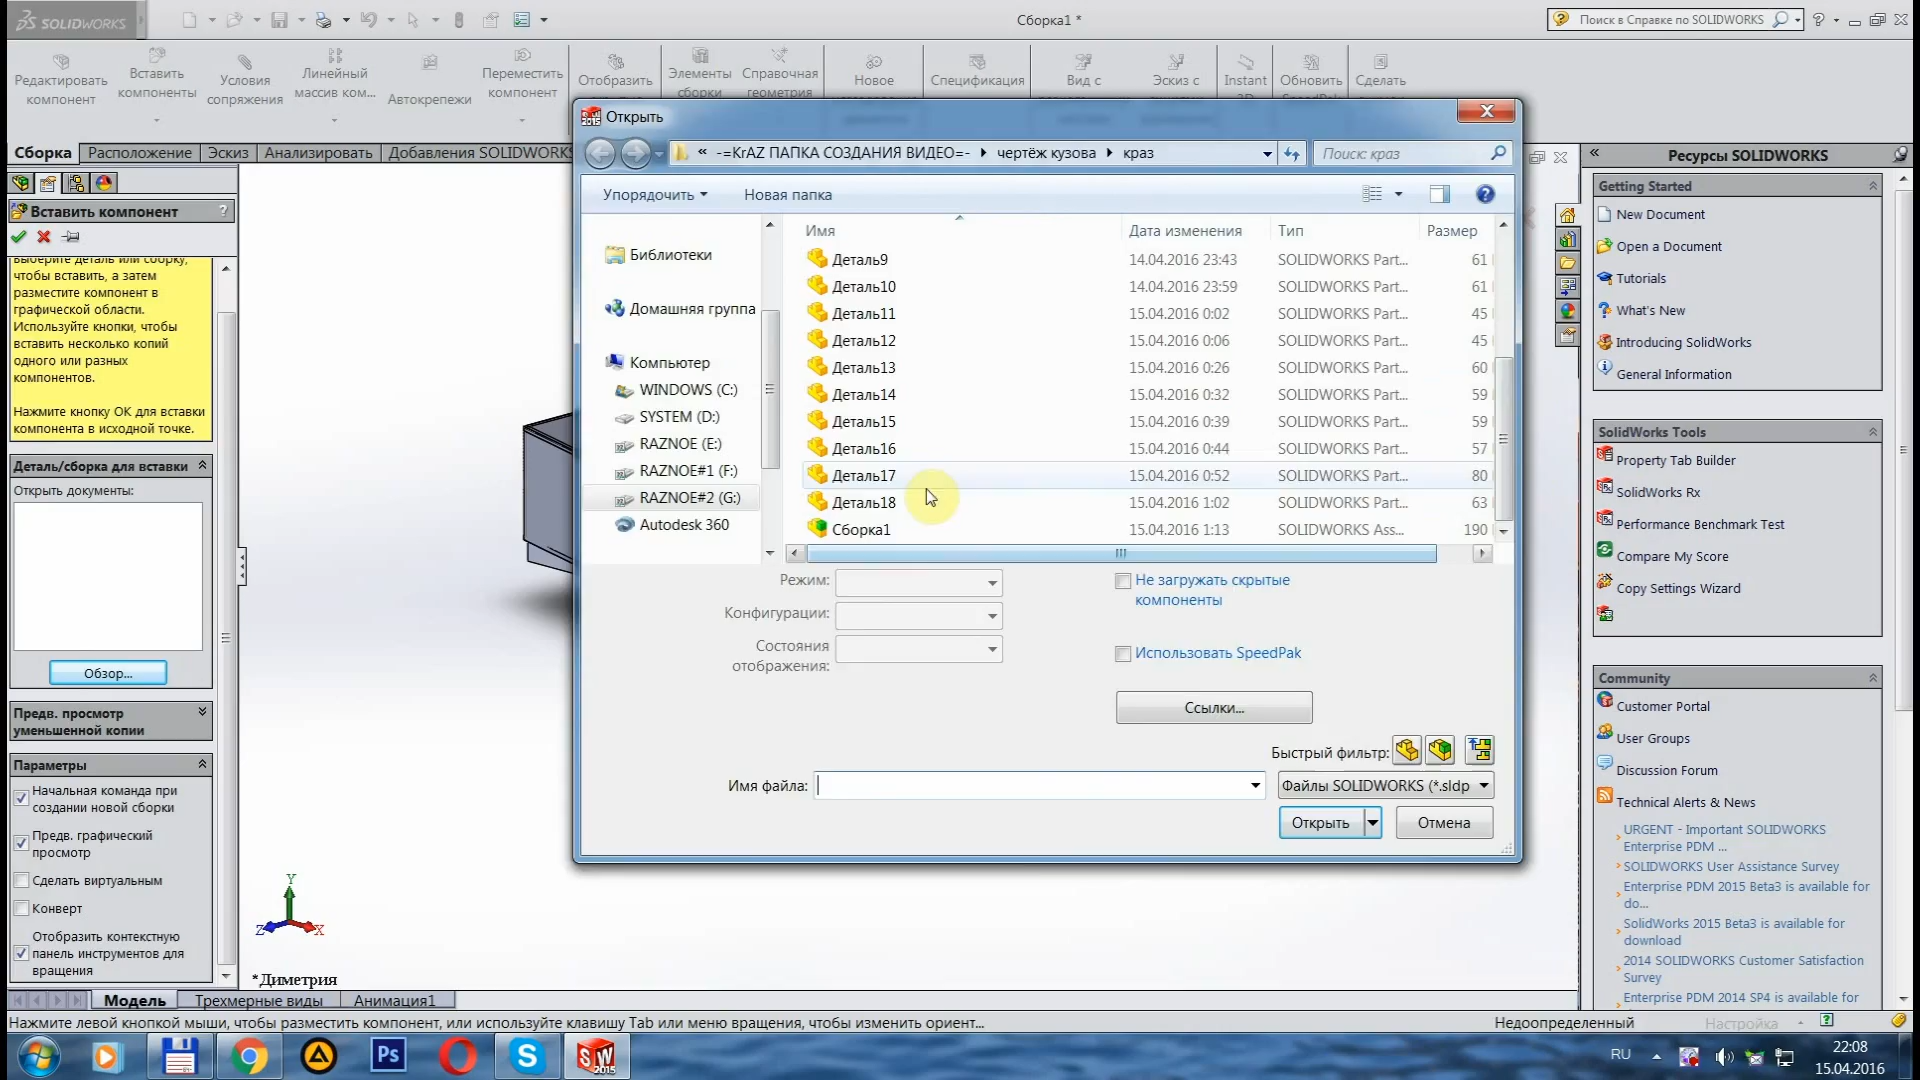 SOLIDWORKS
Сборка1 *
Поиск в Справке по SOLIDWORKS
Редактировать компонент
Вставить компоненты
Условия сопряжения
Линейный массив ком...
Автокрепежи
Переместить компонент
Отобразить
Элементы сборки
Справочная геометрия
Новое
Спецификация
Вид с
Эскиз с
Instant
Обновить
Сделать
Сборка
Расположение
Эскиз
Анализировать
Добавления SOLIDWORKS
Вставить компонент
?
Выберите деталь или сборку,
чтобы вставить, а затем
разместите компонент в
графической области.
Используйте кнопки, чтобы
вставить несколько копий
одного или разных
компонентов.
Нажмите кнопку ОК для вставки
компонента в исходной точке.
Деталь/сборка для вставки
Открыть документы:
Обзор...
Предв. просмотр
уменьшенной копии
Параметры
Начальная команда при
создании новой сборки
Предв. графический
просмотр
Сделать виртуальным
Конверт
Отобразить контекстную
панель инструментов для
вращения
Открыть
« -=KrAZ ПАПКА СОЗДАНИЯ ВИДЕО=- чертёж кузова краз
Поиск: краз
Упорядочить
Новая папка
Библиотеки
Домашняя группа
Компьютер
WINDOWS (C:)
SYSTEM (D:)
RAZNOE (E:)
RAZNOE#1 (F:)
RAZNOE#2 (G:)
Autodesk 360
Имя Дата изменения Тип Размер
Деталь9 14.04.2016 23:43 SOLIDWORKS Part... 61
Деталь10 14.04.2016 23:59 SOLIDWORKS Part... 61
Деталь11 15.04.2016 0:02 SOLIDWORKS Part... 45
Деталь12 15.04.2016 0:06 SOLIDWORKS Part... 45
Деталь13 15.04.2016 0:26 SOLIDWORKS Part... 60
Деталь14 15.04.2016 0:32 SOLIDWORKS Part... 59
Деталь15 15.04.2016 0:39 SOLIDWORKS Part... 59
Деталь16 15.04.2016 0:44 SOLIDWORKS Part... 57
Деталь17 15.04.2016 0:52 SOLIDWORKS Part... 80
Деталь18 15.04.2016 1:02 SOLIDWORKS Part... 63
Сборка1 15.04.2016 1:13 SOLIDWORKS Ass... 190
Режим:
Конфигурации:
Состояния
отображения:
Не загружать скрытые
компоненты
Использовать SpeedPak
Ссылки...
Быстрый фильтр:
Имя файла:
Файлы SOLIDWORKS (*.sldp
Открыть
Отмена
Ресурсы SOLIDWORKS
Getting Started
New Document
Open a Document
Tutorials
What's New
Introducing SolidWorks
General Information
SolidWorks Tools
Property Tab Builder
SolidWorks Rx
Performance Benchmark Test
Compare My Score
Copy Settings Wizard
Community
Customer Portal
User Groups
Discussion Forum
Technical Alerts & News
URGENT - Important SOLIDWORKS
Enterprise PDM ...
SOLIDWORKS User Assistance Survey
Enterprise PDM 2015 Beta3 is available for
do...
SolidWorks 2015 Beta3 is available for
download
2014 SOLIDWORKS Customer Satisfaction
Survey
Enterprise PDM 2014 SP4 is available for
Y
Z
X
*Диметрия
Модель
Трехмерные виды
Анимация1
Нажмите левой кнопкой мыши, чтобы разместить компонент, или используйте клавишу Tab или меню вращения, чтобы изменить ориент...
Недоопределенный
Настройка
Ps
S
SW
2015
RU
22:08
15.04.2016